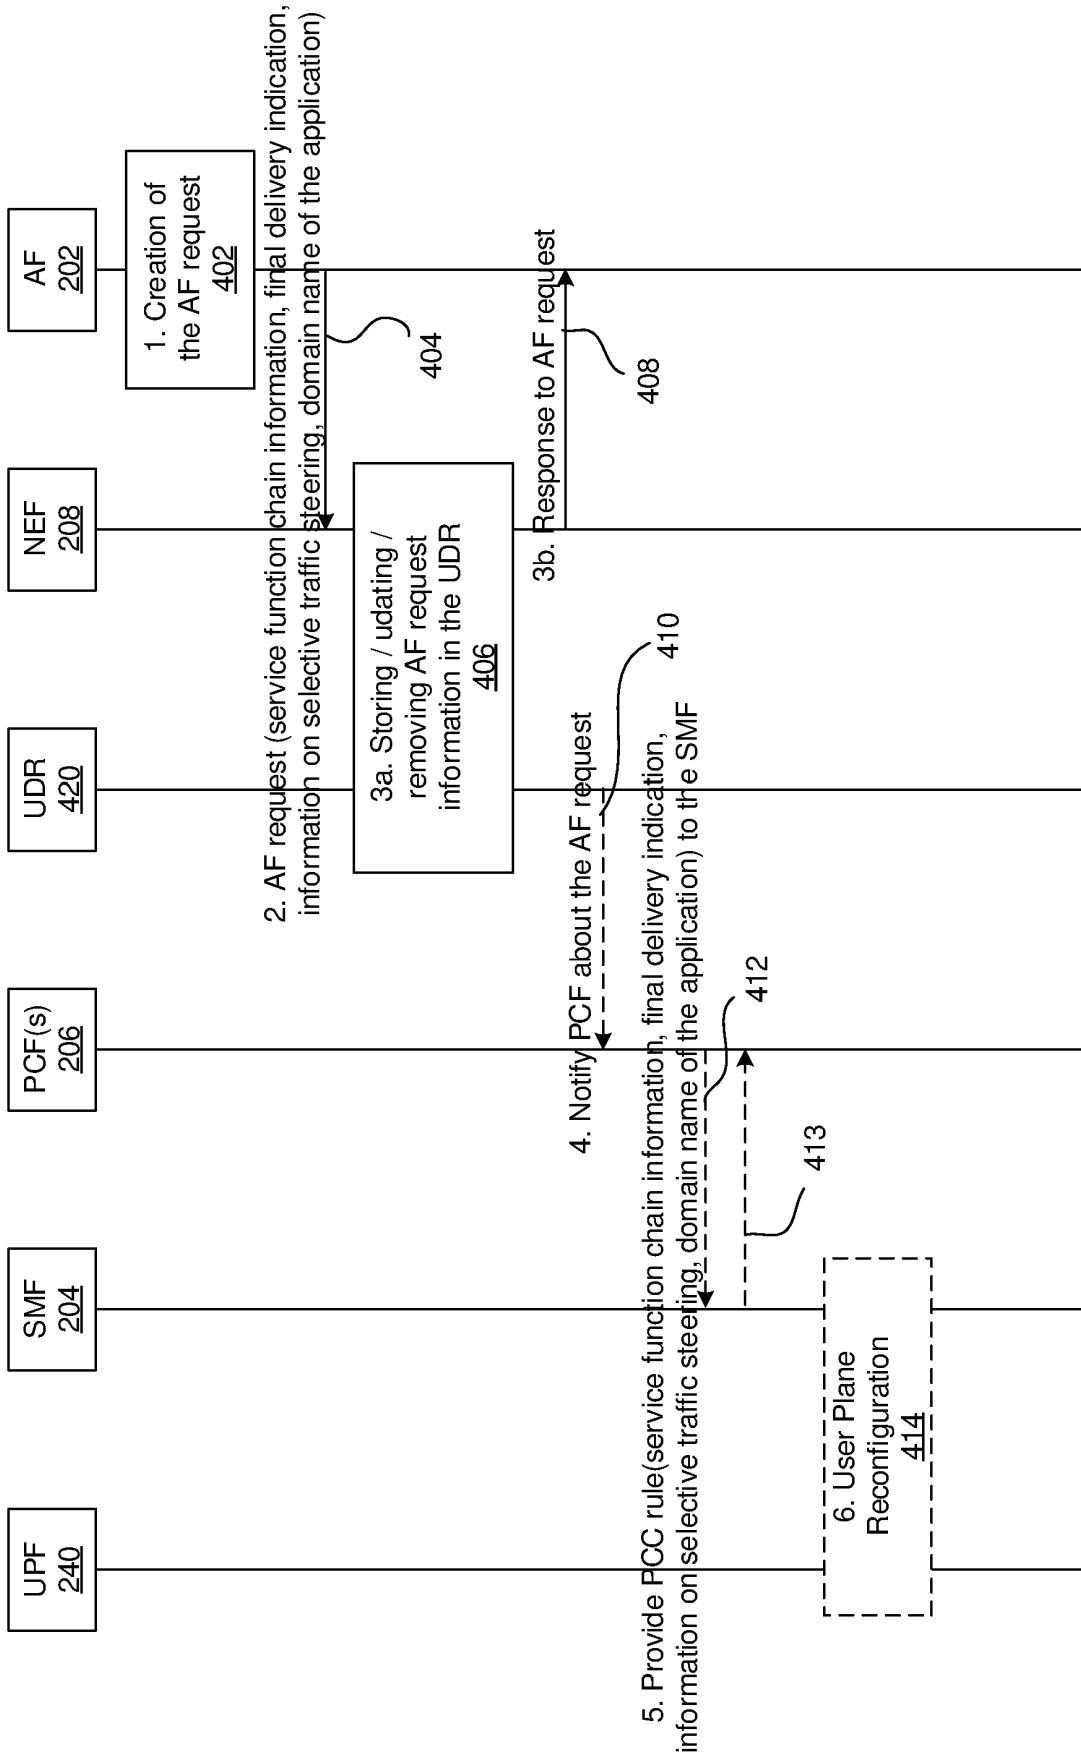 UPF
240
SMF
204
PCF(s)
206
UDR
420
NEF
208
AF
202
1. Creation of
the AF request
402
2. AF request (service function chain information, final delivery indication,
information on selective traffic steering, domain name of the application)
404
3a. Storing / udating /
removing AF request
information in the UDR
406
3b. Response to AF request
408
4. Notify PCF about the AF request
410
5. Provide PCC rule(service function chain information, final delivery indication,
information on selective traffic steering, domain name of the application) to the SMF
412
413
6. User Plane
Reconfiguration
414